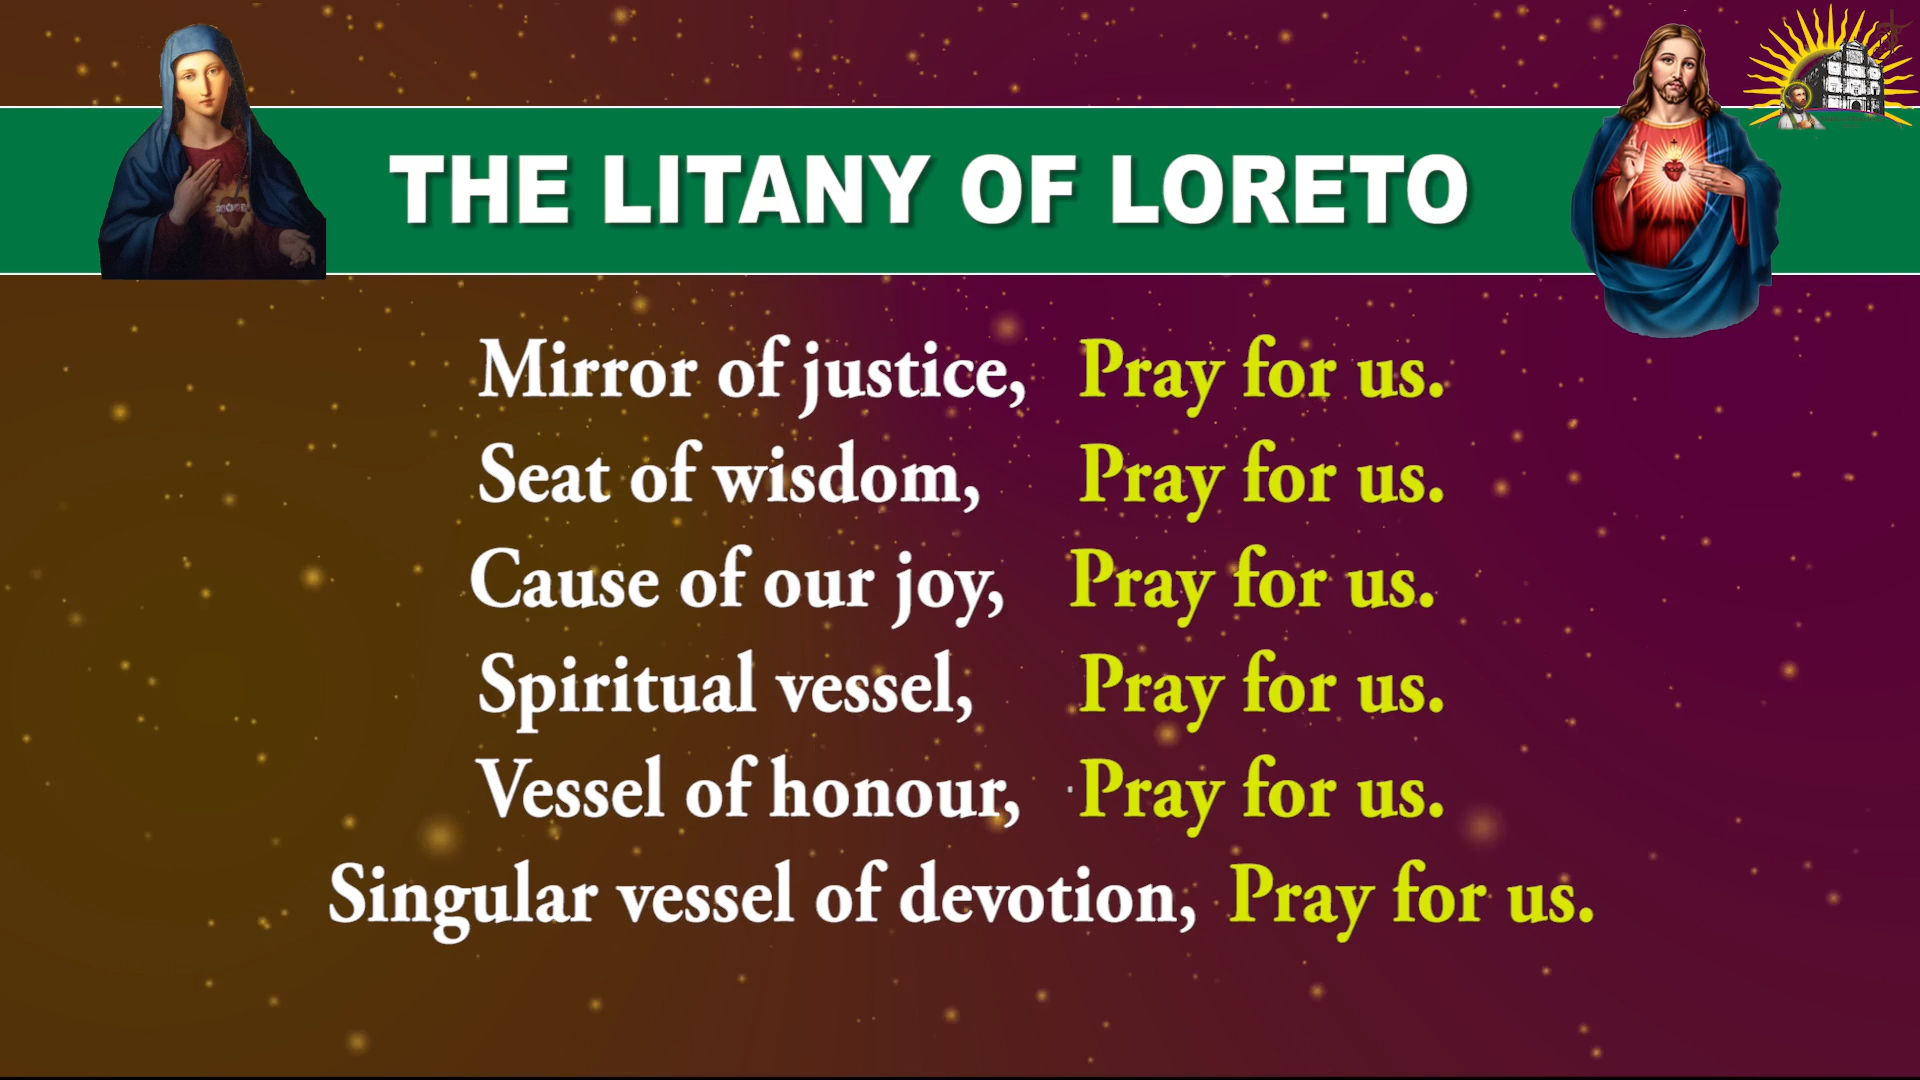 THE LITANY OF LORETO
Mirror of justice, Pray for us.
Seat of wisdom, Pray for us.
Cause of our joy, Pray for us.
Spiritual vessel, Pray for us.
Vessel of honour, Pray for us.
Singular vessel of devotion, Pray for us.